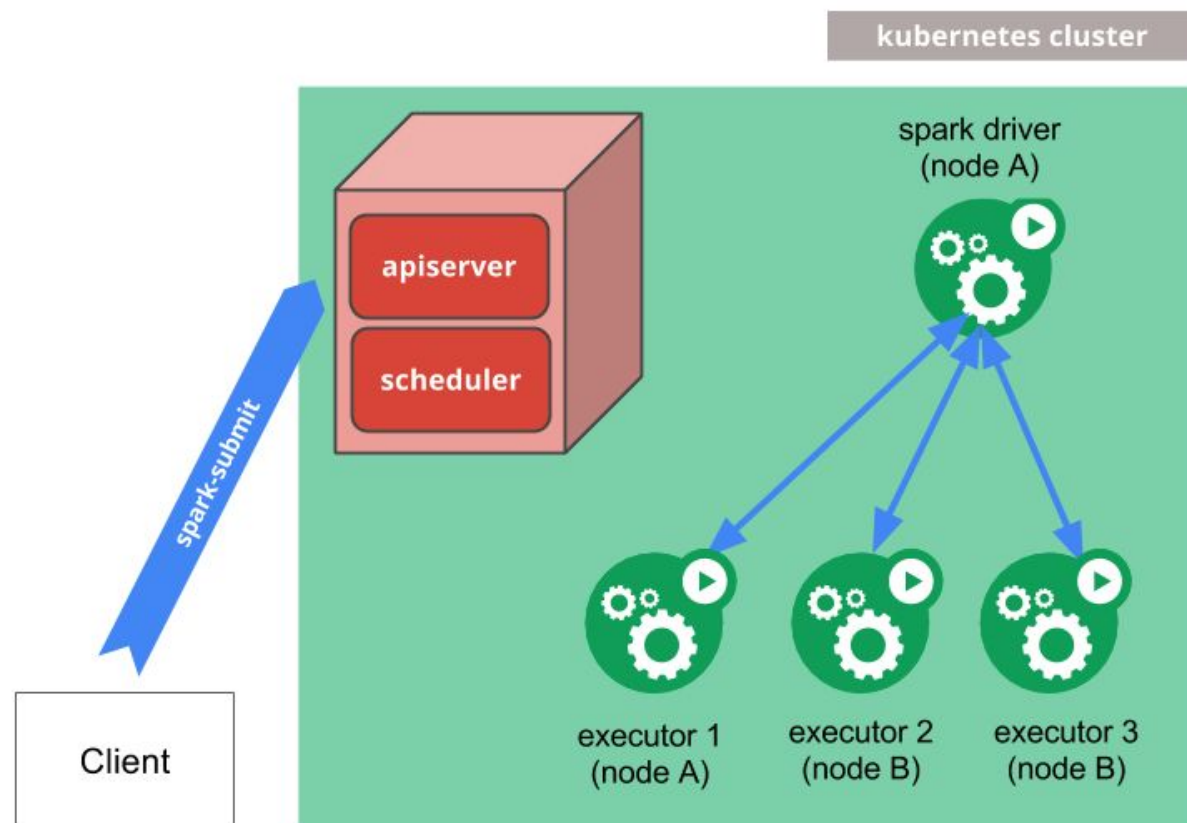 kubernetes cluster
spark driver
(node A)
apiserver
scheduler
spark-submit
Client
executor 1
(node A)
executor 2
(node B)
executor 3
(node B)